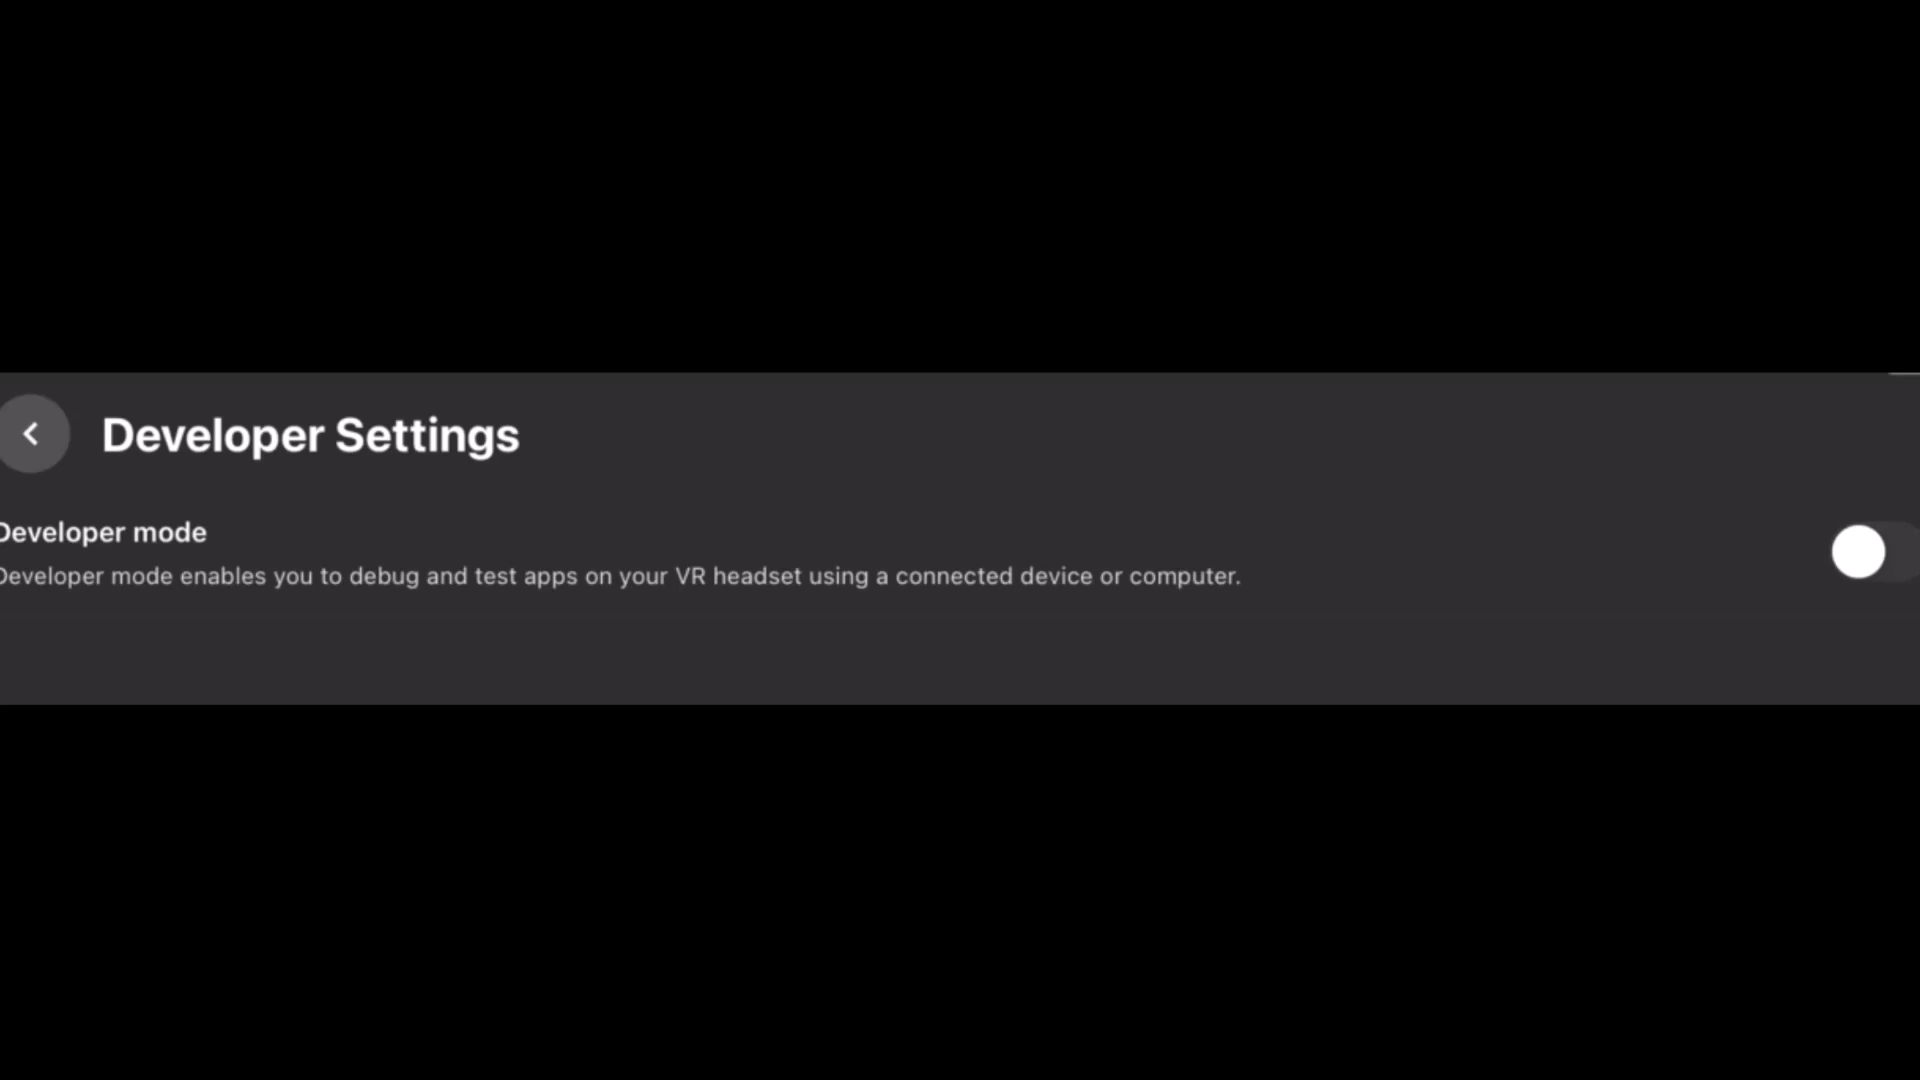 Developer Settings
Developer mode
Developer mode enables you to debug and test apps on your VR headset using a connected device or computer.